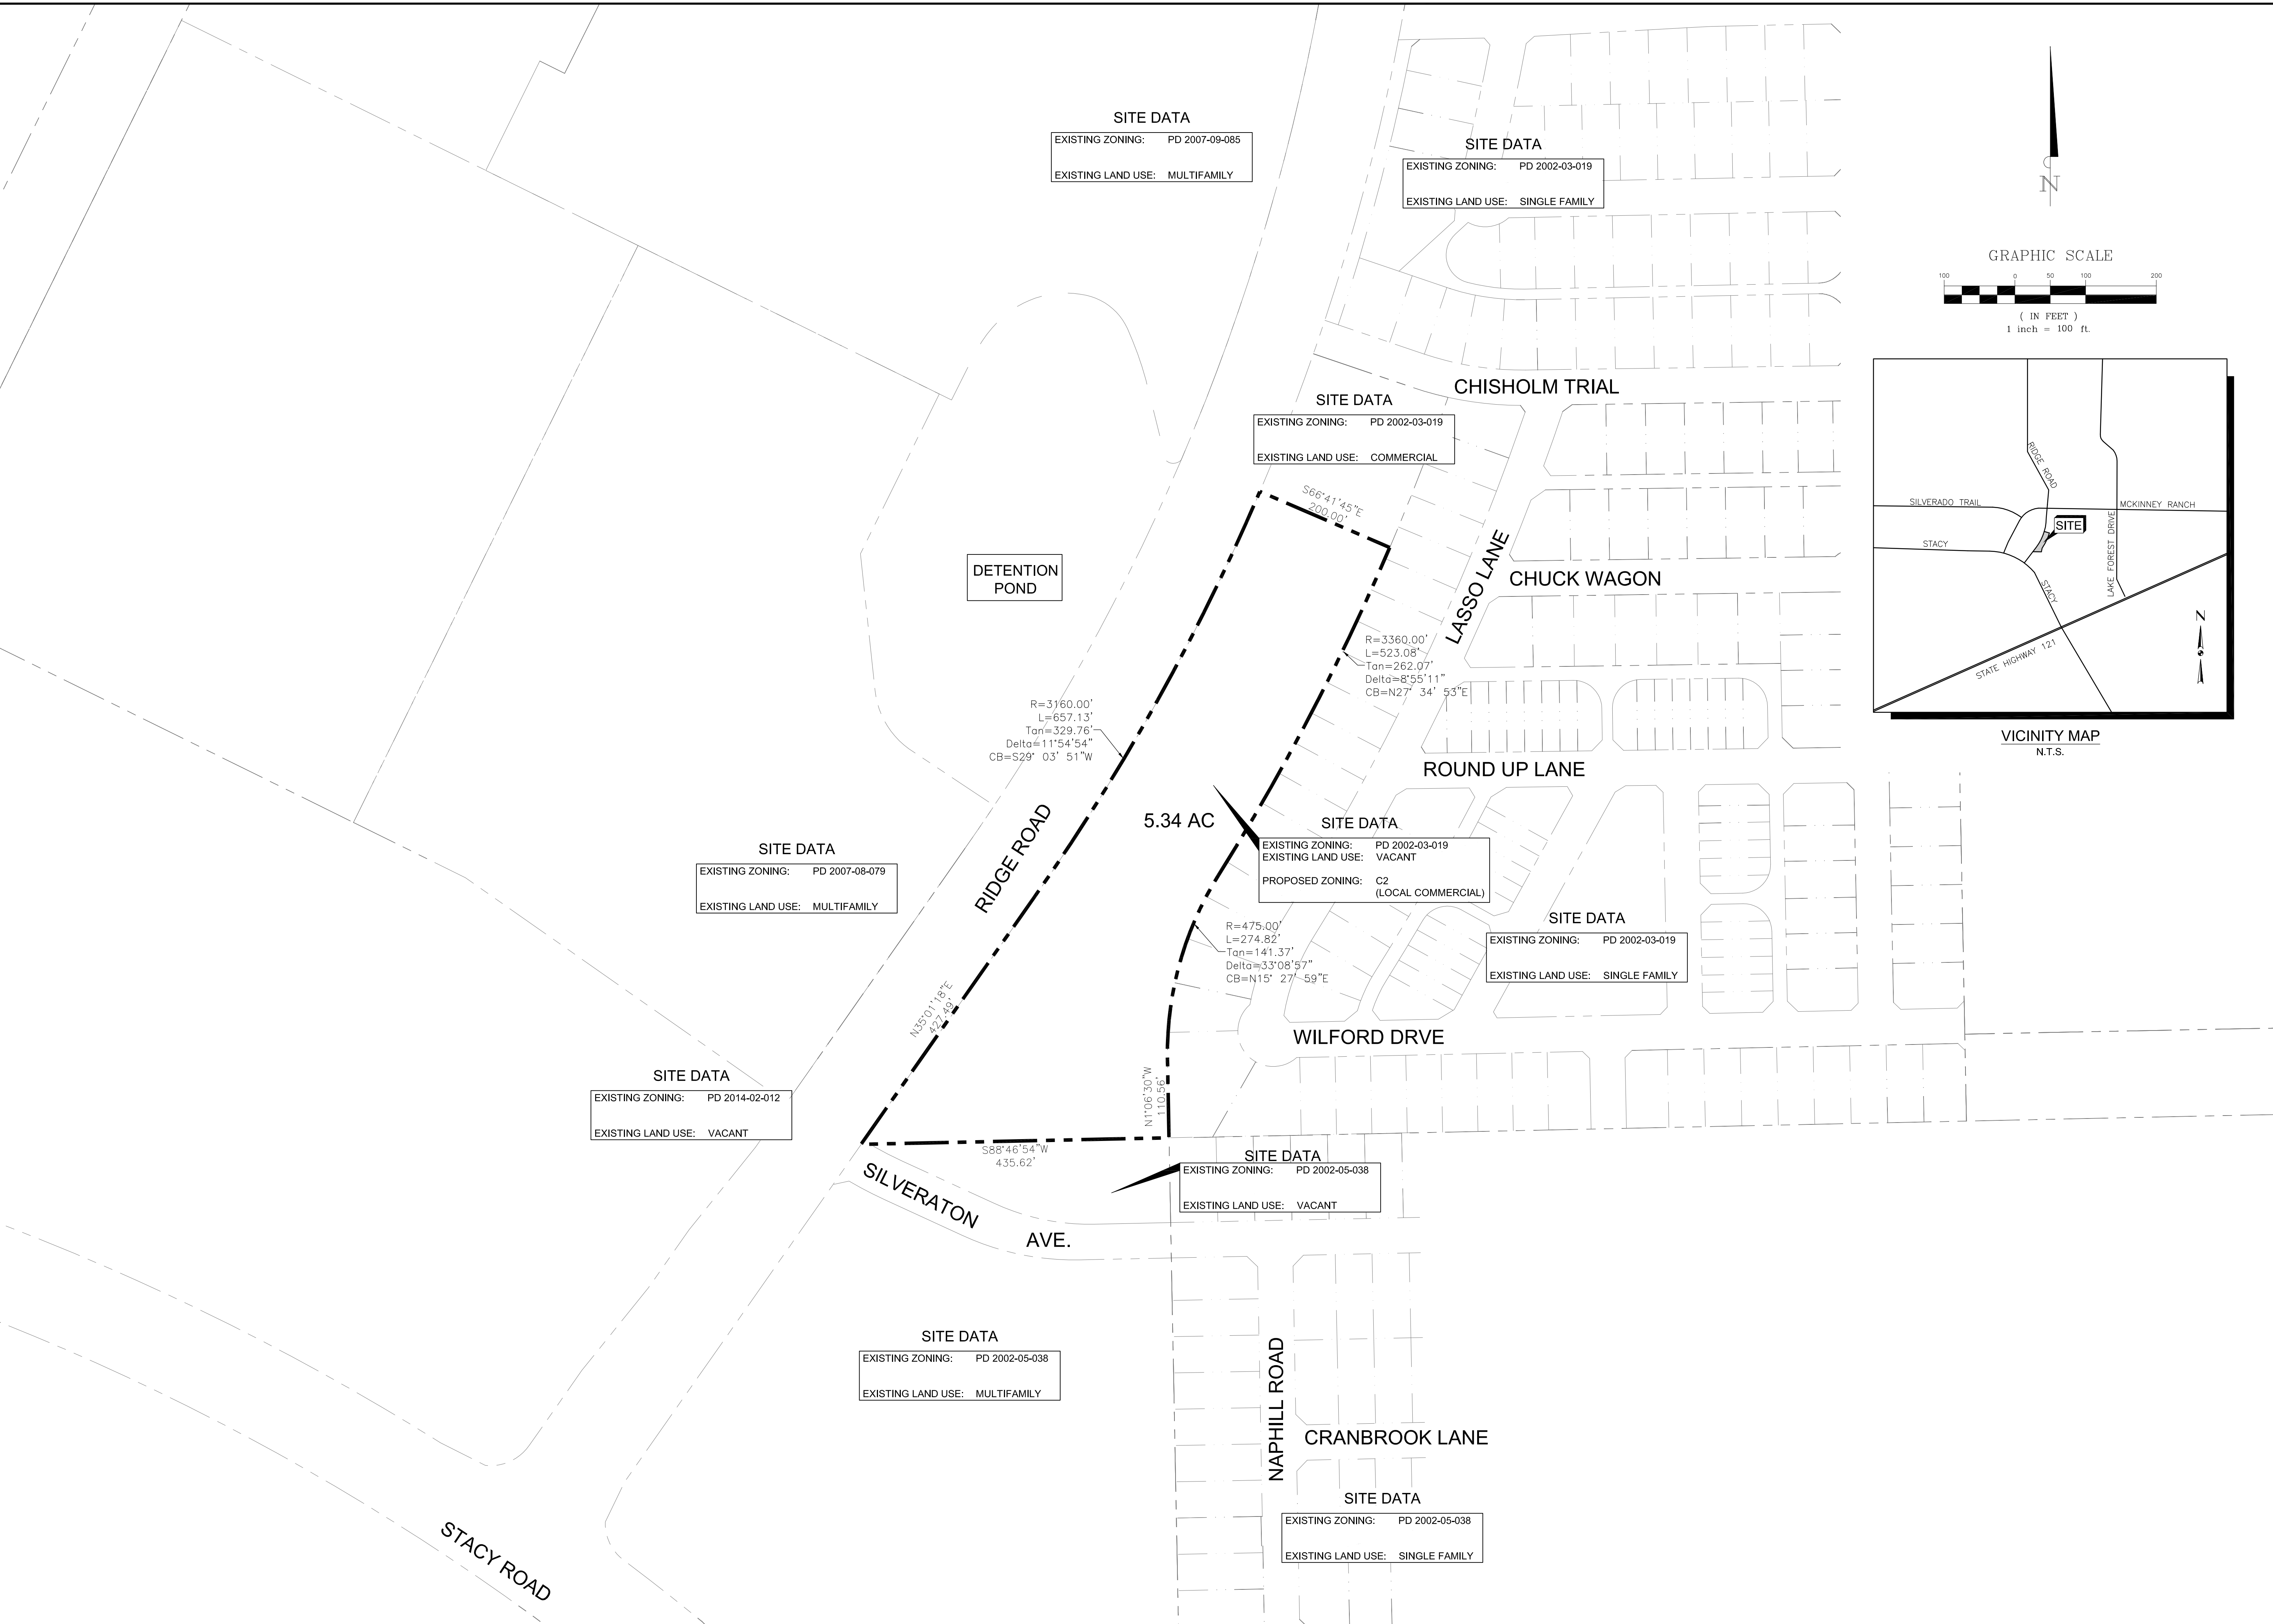 SITE DATA
EXISTING ZONING: PD 2007-09-085
EXISTING LAND USE: MULTIFAMILY
SITE DATA
EXISTING ZONING: PD 2002-03-019
EXISTING LAND USE: SINGLE FAMILY
N
GRAPHIC SCALE
100 0 50 100 200
( IN FEET )
1 inch = 100 ft.
CHISHOLM TRIAL
SITE DATA
EXISTING ZONING: PD 2002-03-019
EXISTING LAND USE: COMMERCIAL
RIDGE ROAD
SILVERADO TRAIL
MCKINNEY RANCH
SITE
STACY
LAKE FOREST DRIVE
STACY
STATE HIGHWAY 121
N
VICINITY MAP
N.T.S.
S66°41'45"E
200.00'
LASSO LANE
DETENTION
POND
CHUCK WAGON
R=3360.00'
L=523.08'
Tan=262.07'
Delta=8°55'11"
CB=N27° 34' 53"E
R=3160.00'
L=657.13'
Tan=329.76'
Delta=11°54'54"
CB=S29° 03' 51"W
ROUND UP LANE
RIDGE ROAD
5.34 AC
SITE DATA
EXISTING ZONING: PD 2002-03-019
EXISTING LAND USE: VACANT
PROPOSED ZONING: C2
(LOCAL COMMERCIAL)
SITE DATA
EXISTING ZONING: PD 2007-08-079
EXISTING LAND USE: MULTIFAMILY
R=475.00'
L=274.82'
Tan=141.37'
Delta=33°08'57"
CB=N15° 27' 59"E
SITE DATA
EXISTING ZONING: PD 2002-03-019
EXISTING LAND USE: SINGLE FAMILY
N35°01'18"E
427.49'
WILFORD DRVE
SITE DATA
EXISTING ZONING: PD 2014-02-012
EXISTING LAND USE: VACANT
N1°06'30"W
110.56'
S88°46'54"W
435.62'
SITE DATA
EXISTING ZONING: PD 2002-05-038
EXISTING LAND USE: VACANT
SILVERATON
AVE.
SITE DATA
EXISTING ZONING: PD 2002-05-038
EXISTING LAND USE: MULTIFAMILY
NAPHILL ROAD
CRANBROOK LANE
SITE DATA
EXISTING ZONING: PD 2002-05-038
EXISTING LAND USE: SINGLE FAMILY
STACY ROAD